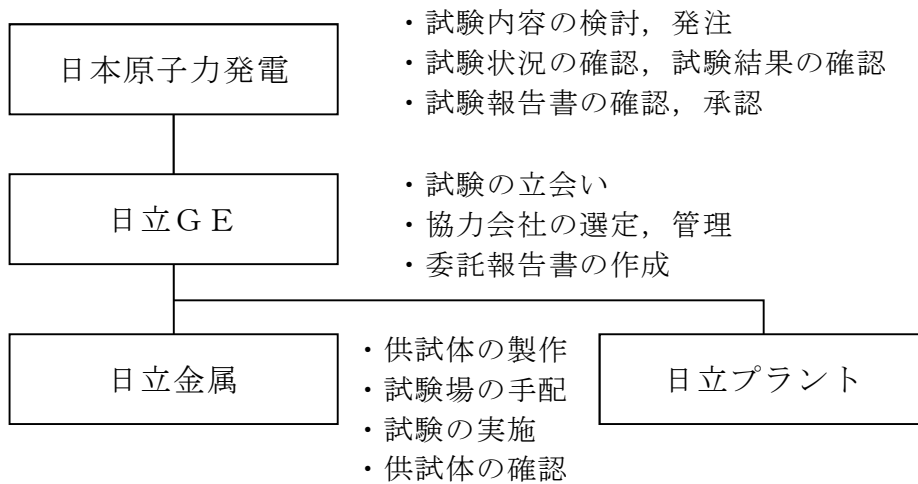 日本原子力発電
・試験内容の検討，発注
・試験状況の確認，試験結果の確認
・試験報告書の確認，承認
日立ＧＥ
・試験の立会い
・協力会社の選定，管理
・委託報告書の作成
日立金属
・供試体の製作
・試験場の手配
・試験の実施
・供試体の確認
日立プラント